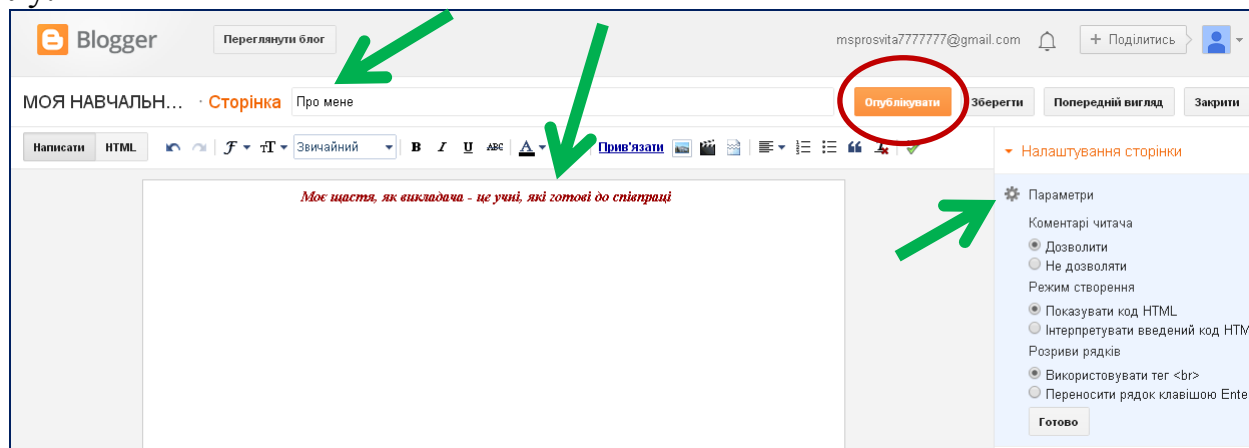 Blogger Переглянути блог msprosvita7777777@gmail.com + Поділитись
МОЯ НАВЧАЛЬН... · Сторінка Про мене Опублікувати Зберегти Попередній вигляд Закрити
Написати HTML Звичайний B I U ABC A Прив'язати
Налаштування сторінки
Моє щастя, як викладача - це учні, які готові до співпраці
Параметри
Коментарі читача
Дозволити
Не дозволяти
Режим створення
Показувати код HTML
Інтерпретувати введений код HTM
Розриви рядків
Використовувати тег <br>
Переносити рядок клавішою Ente
Готово